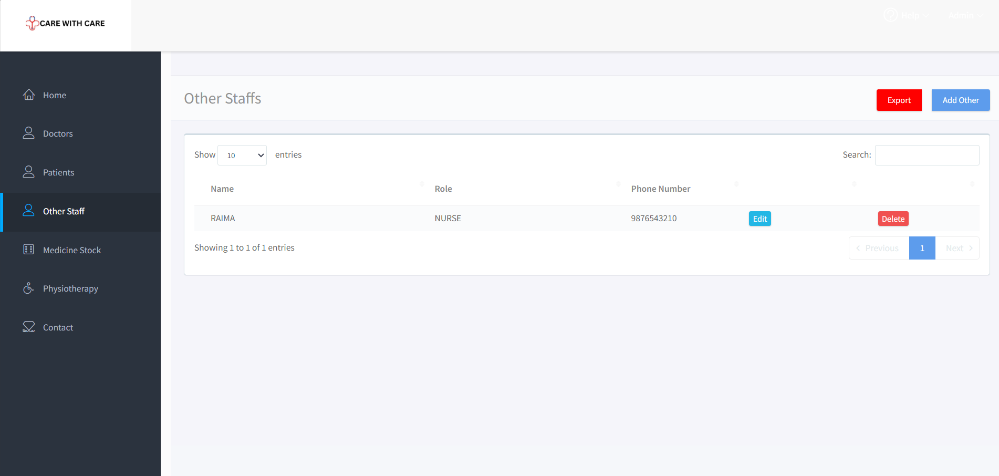 CARE WITH CARE
Help
Admin
Home
Doctors
Patients
Other Staff
Medicine Stock
Physiotherapy
Contact
Other Staffs
Export
Add Other
Show 10 entries
Search:
Name Role Phone Number
RAIMA NURSE 9876543210 Edit Delete
Showing 1 to 1 of 1 entries
Previous 1 Next